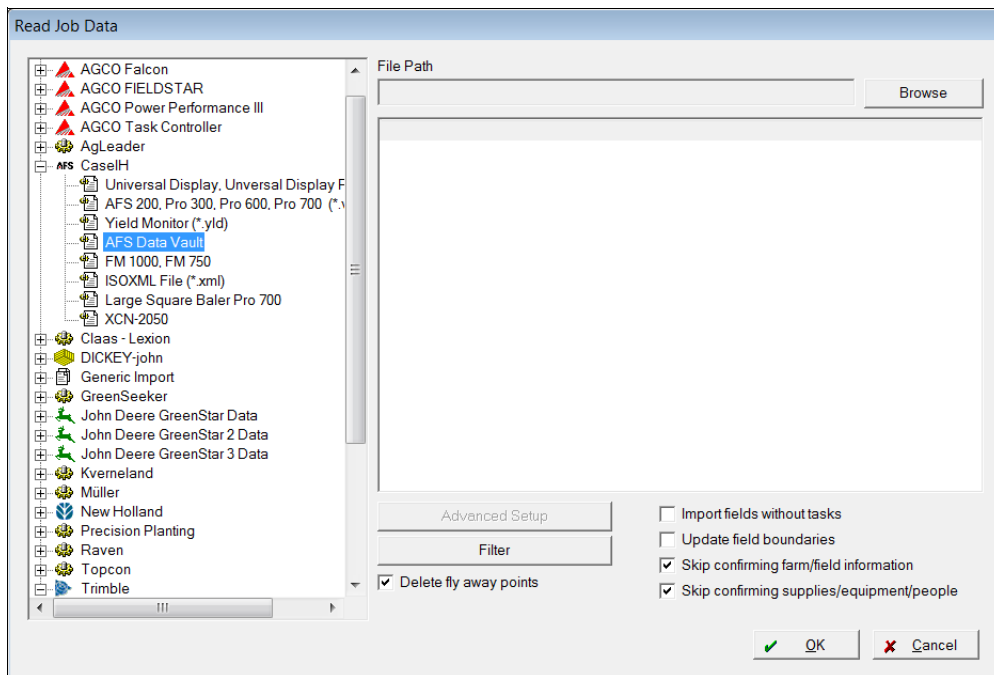 Read Job Data
AGCO Falcon
AGCO FIELDSTAR
AGCO Power Performance III
AGCO Task Controller
AgLeader
AFS CaseIH
Universal Display, Unversal Display F
AFS 200, Pro 300, Pro 600, Pro 700 (*.v
Yield Monitor (*.yld)
AFS Data Vault
FM 1000, FM 750
ISOXML File (*.xml)
Large Square Baler Pro 700
XCN-2050
Claas - Lexion
DICKEY-john
Generic Import
GreenSeeker
John Deere GreenStar Data
John Deere GreenStar 2 Data
John Deere GreenStar 3 Data
Kverneland
Müller
New Holland
Precision Planting
Raven
Topcon
Trimble
File Path
Browse
Advanced Setup
Filter
Delete fly away points
Import fields without tasks
Update field boundaries
Skip confirming farm/field information
Skip confirming supplies/equipment/people
OK
Cancel